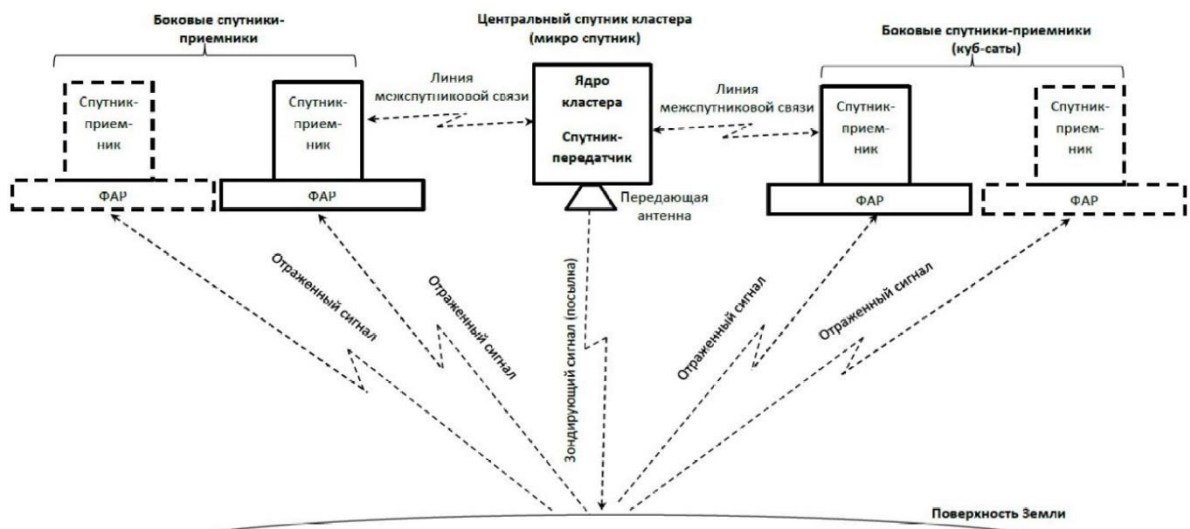 Боковые спутники-
приемники
Центральный спутник кластера
(микро спутник)
Боковые спутники-приемники
(куб-саты)
Спутник-
прием-
ник
ФАР
Спутник-
прием-
ник
ФАР
Линия
межспутниковой связи
Ядро
кластера
Спутник-
передатчик
Передающая
антенна
Линия
межспутниковой связи
Спутник-
прием-
ник
ФАР
Спутник-
прием-
ник
ФАР
Отраженный сигнал
Отраженный сигнал
Зондирующий сигнал (посылка)
Отраженный сигнал
Отраженный сигнал
Поверхность Земли